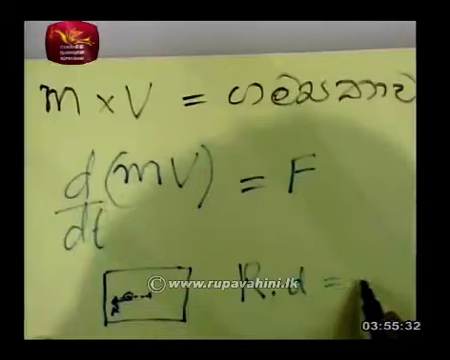 m × V = ගම්‍යතාව
d/dt (mV) = F
R.d =
© www.rupavahini.lk
03:55:32